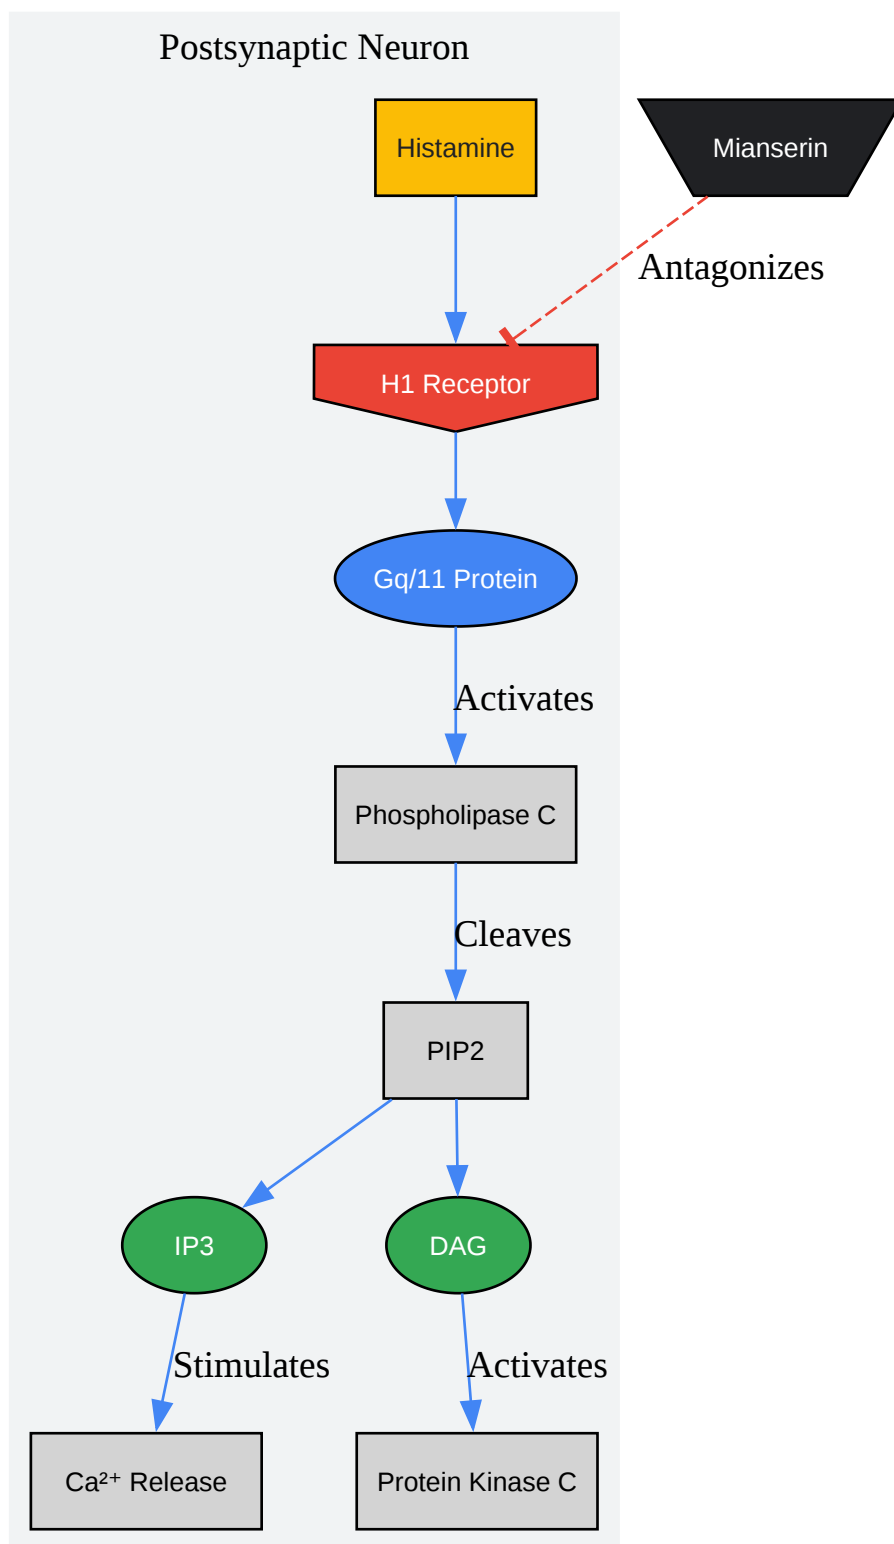 Postsynaptic Neuron
Histamine
Mianserin
Antagonizes
H1 Receptor
Gq/11 Protein
Activates
Phospholipase C
Cleaves
PIP2
IP3
DAG
Stimulates
Activates
Ca²⁺ Release
Protein Kinase C